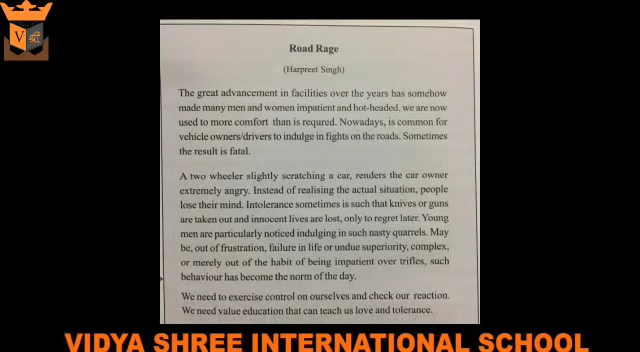 V श्री
Road Rage
(Harpreet Singh)
The great advancement in facilities over the years has somehow
made many men and women impatient and hot-headed. we are now
used to more comfort than is requred. Nowadays, is common for
vehicle owners/drivers to indulge in fights on the roads. Sometimes
the result is fatal.
A two wheeler slightly scratching a car, renders the car owner
extremely angry. Instead of realising the actual situation, people
lose their mind. Intolerance sometimes is such that knives or guns
are taken out and innocent lives are lost, only to regret later. Young
men are particularly noticed indulging in such nasty quarrels. May
be, out of frustration, failure in life or undue superiority, complex,
or merely out of the habit of being impatient over trifles, such
behaviour has become the norm of the day.
We need to exercise control on ourselves and check our reaction.
We need value education that can teach us love and tolerance.
VIDYA SHREE INTERNATIONAL SCHOOL